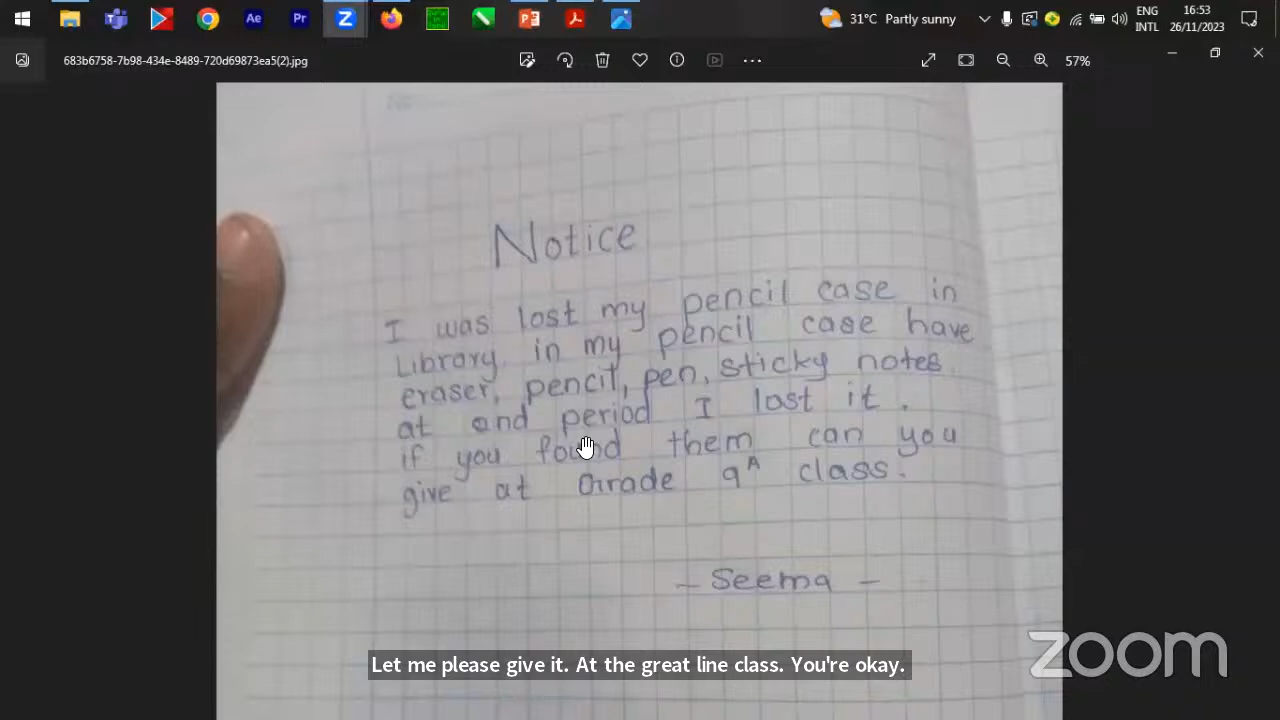 Ae
Pr
Z
31°C Partly sunny
ENG
INTL
16:53
26/11/2023
683b6758-7b98-434e-8489-720d69873ea5(2).jpg
57%
Notice
I was lost my pencil case in
Library. in my pencil case have
eraser, pencil, pen, sticky notes
at and period I lost it.
if you found them can you
give at Grade 9A class.
- Seema -
Let me please give it. At the great line class. You're okay.
zoom